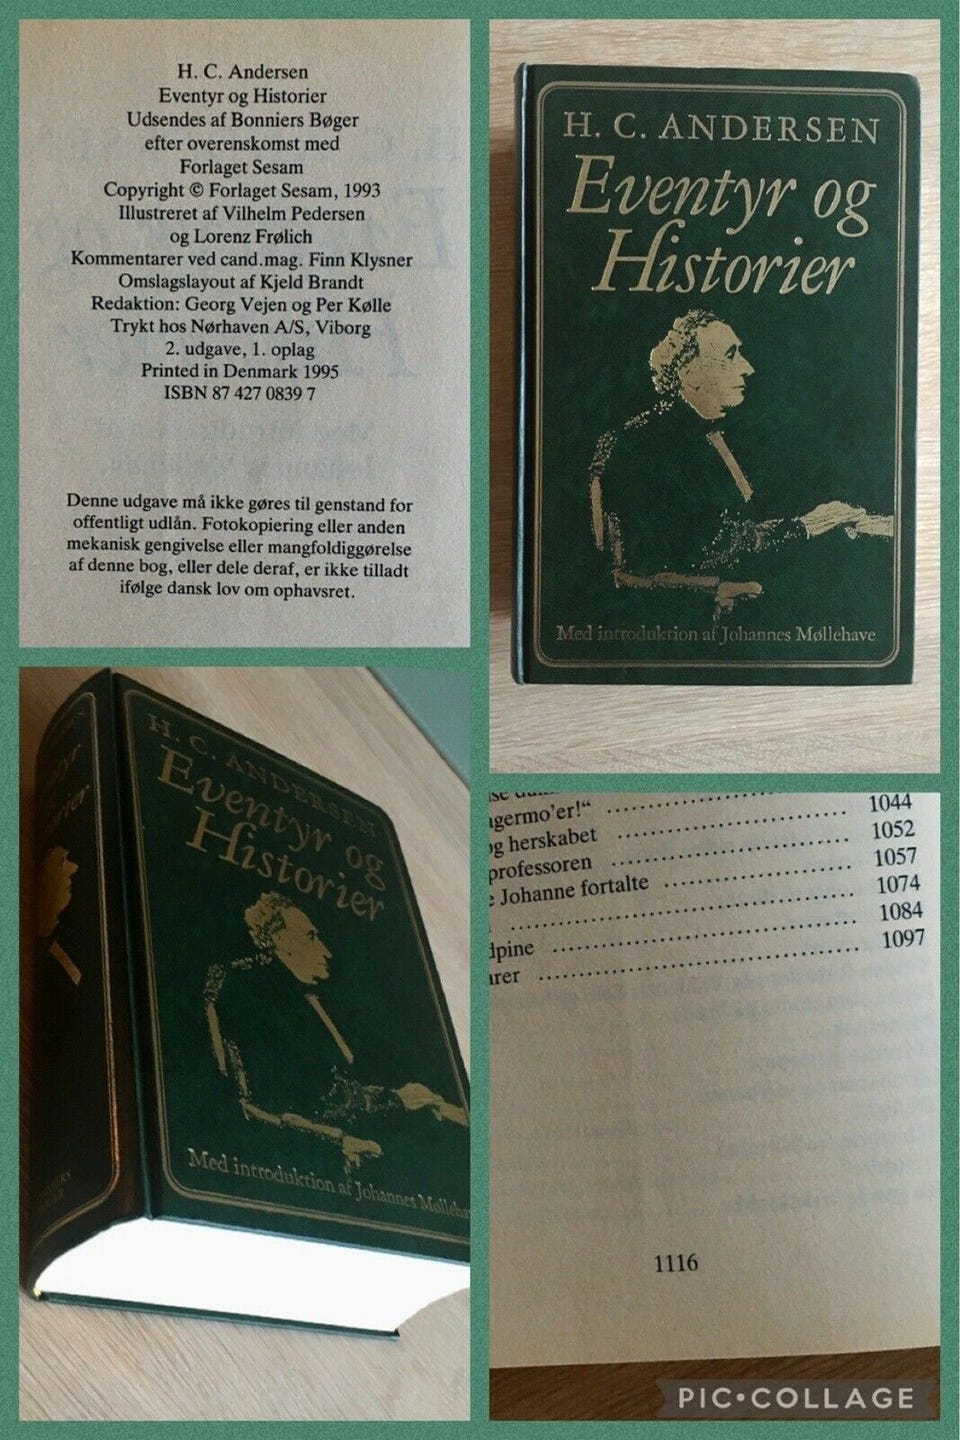 H. C. Andersen
Eventyr og Historier
Udsendes af Bonniers Bøger
efter overenskomst med
Forlaget Sesam
Copyright © Forlaget Sesam, 1993
Illustreret af Vilhelm Pedersen
og Lorenz Frølich
Kommentarer ved cand.mag. Finn Klysner
Omslagslayout af Kjeld Brandt
Redaktion: Georg Vejen og Per Kølle
Trykt hos Nørhaven A/S, Viborg
2. udgave, 1. oplag
Printed in Denmark 1995
ISBN 87 427 0839 7
Denne udgave må ikke gøres til genstand for
offentligt udlån. Fotokopiering eller anden
mekanisk gengivelse eller mangfoldiggørelse
af denne bog, eller dele deraf, er ikke tilladt
ifølge dansk lov om ophavsret.
H. C. ANDERSEN
Eventyr og
Historier
Med introduktion af Johannes Møllehave
H. C. ANDERSEN
Eventyr og
Historier
Med introduktion af Johannes
agermo'er!“ 1044
og herskabet 1052
professoren 1057
Johanne fortalte 1074
1084
1097
1116
PIC•COLLAGE